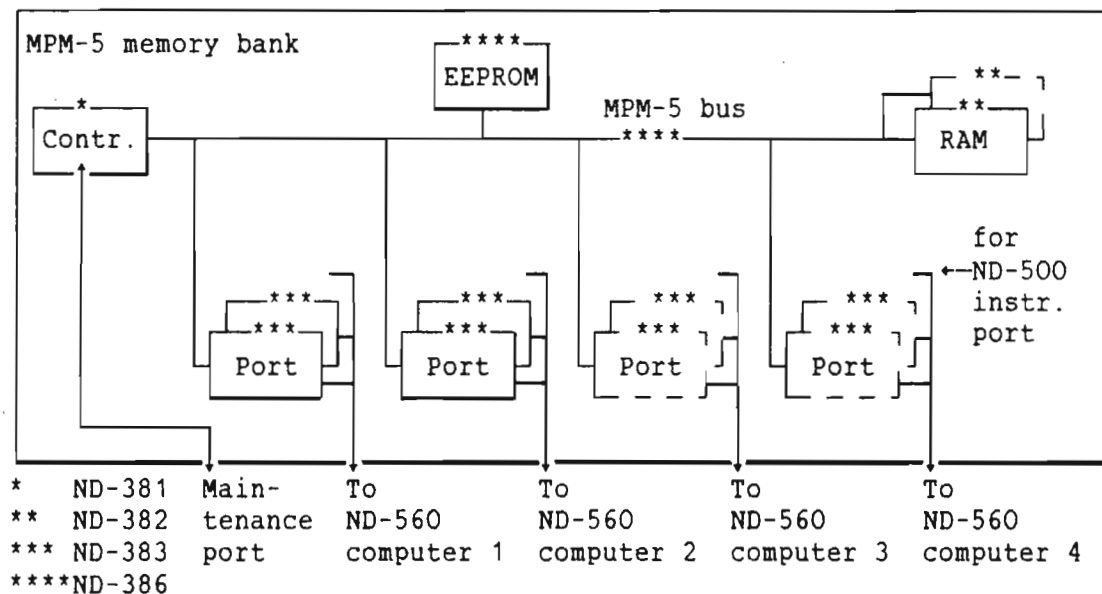 MPM-5 memory bank
****
EEPROM
**
MPM-5 bus
*
**
****
Contr.
RAM
for
ND-500
instr.
port
*** *** *** ***
*** *** *** ***
Port Port Port Port
* ND-381 Main- To To To To
** ND-382 tenance ND-560 ND-560 ND-560 ND-560
*** ND-383 port computer 1 computer 2 computer 3 computer 4
****ND-386